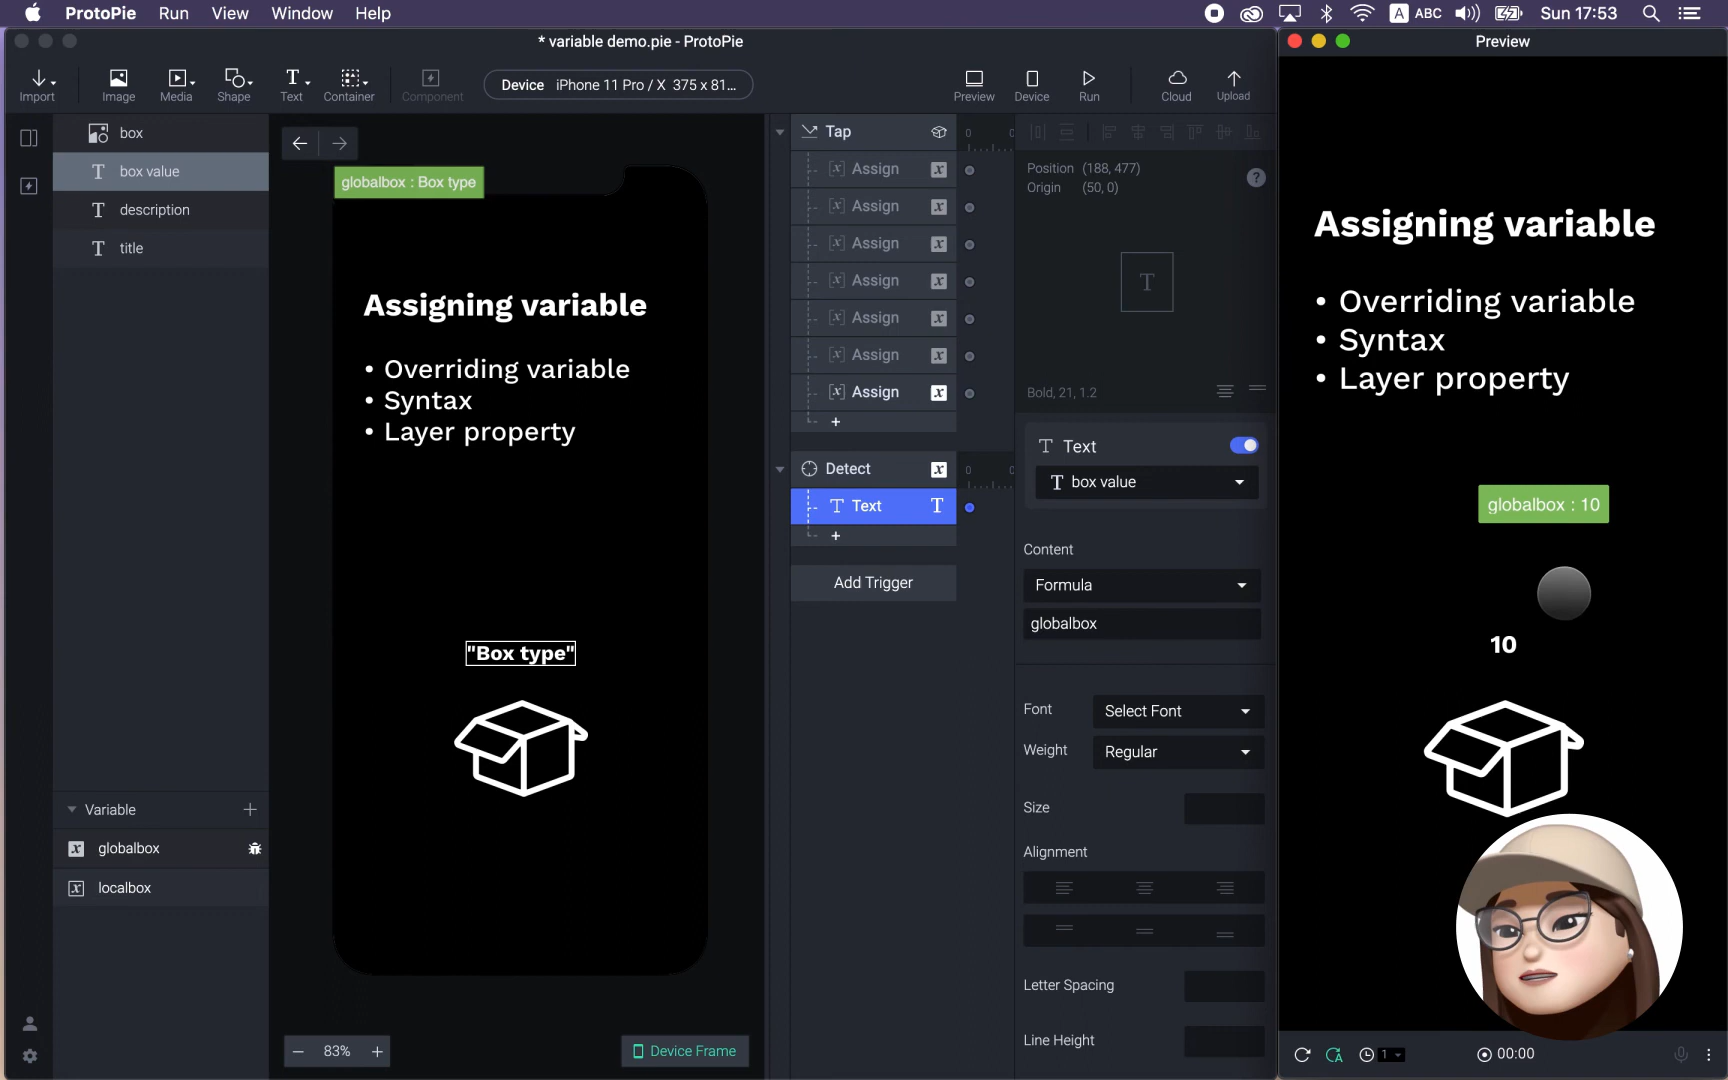 ProtoPie Run View Window Help
A ABC Sun 17:53
* variable demo.pie - ProtoPie
Preview
Import
Image
Media
Shape
Text
Container
Component
Device iPhone 11 Pro / X 375 x 81...
Preview
Device
Run
Cloud
Upload
box
box value
description
title
Variable
globalbox
localbox
globalbox : Box type
Assigning variable
• Overriding variable
• Syntax
• Layer property
"Box type"
83%
Device Frame
Tap
0
Assign
Assign
Assign
Assign
Assign
Assign
Assign
+
Detect
0
Text
+
Add Trigger
Position (188, 477)
Origin (50, 0)
?
T
Bold, 21, 1.2
Text
box value
Content
Formula
globalbox
Font Select Font
Weight Regular
Size
Alignment
Letter Spacing
Line Height
Assigning variable
• Overriding variable
• Syntax
• Layer property
globalbox : 10
10
1
00:00